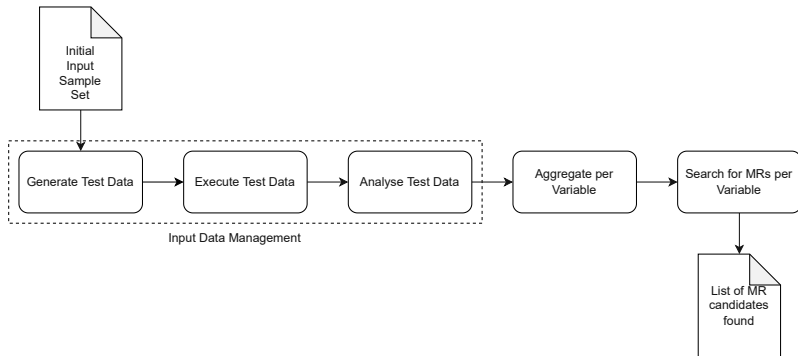 Initial
Input
Sample
Set
Generate Test Data
Execute Test Data
Analyse Test Data
Aggregate per
Variable
Search for MRs per
Variable
Input Data Management
List of MR
candidates
found